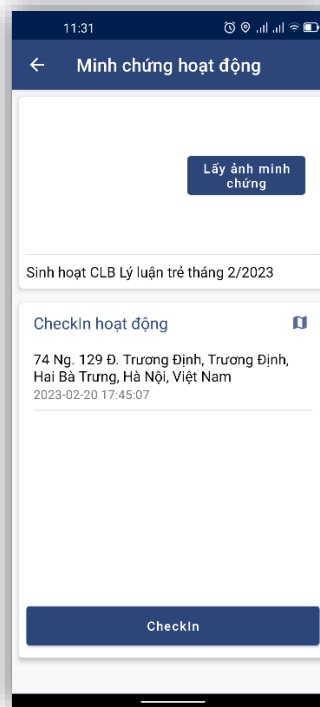 11:31
Minh chứng hoạt động
Lấy ảnh minh
chứng
Sinh hoạt CLB Lý luận trẻ tháng 2/2023
CheckIn hoạt động
74 Ng. 129 Đ. Trương Định, Trương Định,
Hai Bà Trưng, Hà Nội, Việt Nam
2023-02-20 17:45:07
CheckIn